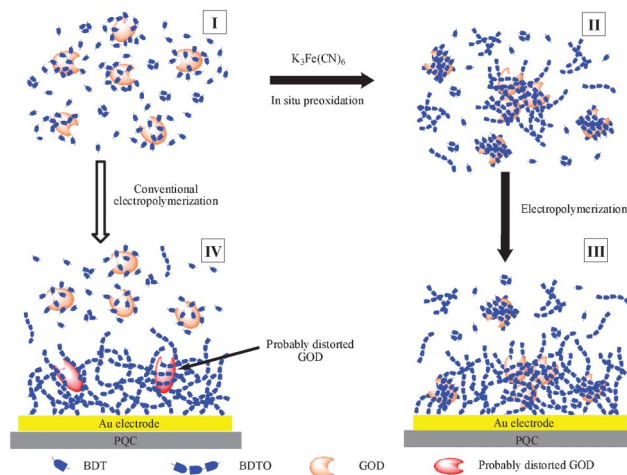 I
K3Fe(CN)6
In situ preoxidation
II
Conventional
electropolymerization
Electropolymerization
IV
III
Probably distorted
GOD
Au electrode
PQC
Au electrode
PQC
BDT
BDTO
GOD
Probably distorted GOD